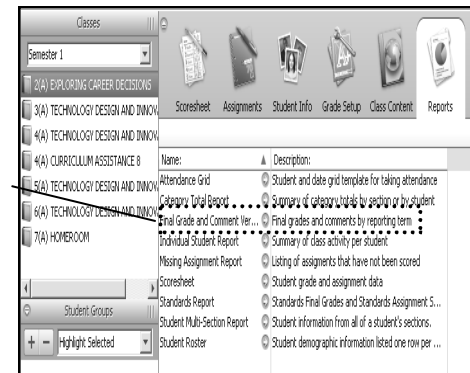 Classes
Semester 1
2(A) EXPLORING CAREER DECISIONS
3(A) TECHNOLOGY DESIGN AND INNOV
4(A) TECHNOLOGY DESIGN AND INNOV
4(A) CURRICULUM ASSISTANCE 8
5(A) TECHNOLOGY DESIGN AND INNOV
6(A) TECHNOLOGY DESIGN AND INNOV
7(A) HOMEROOM
Student Groups
+ − Highlight Selected
Scoresheet Assignments Student Info Grade Setup Class Content Reports
Name: Description:
Attendance Grid Student and date grid template for taking attendance
Category Total Report Summary of category totals by section or by student
Final Grade and Comment Ver... Final grades and comments by reporting term
Individual Student Report Summary of class activity per student
Missing Assignment Report Listing of assigments that have not been scored
Scoresheet Student grade and assignment data
Standards Report Standards Final Grades and Standards Assignment S...
Student Multi-Section Report Student information from all of a student's sections.
Student Roster Student demographic information listed one row per ...